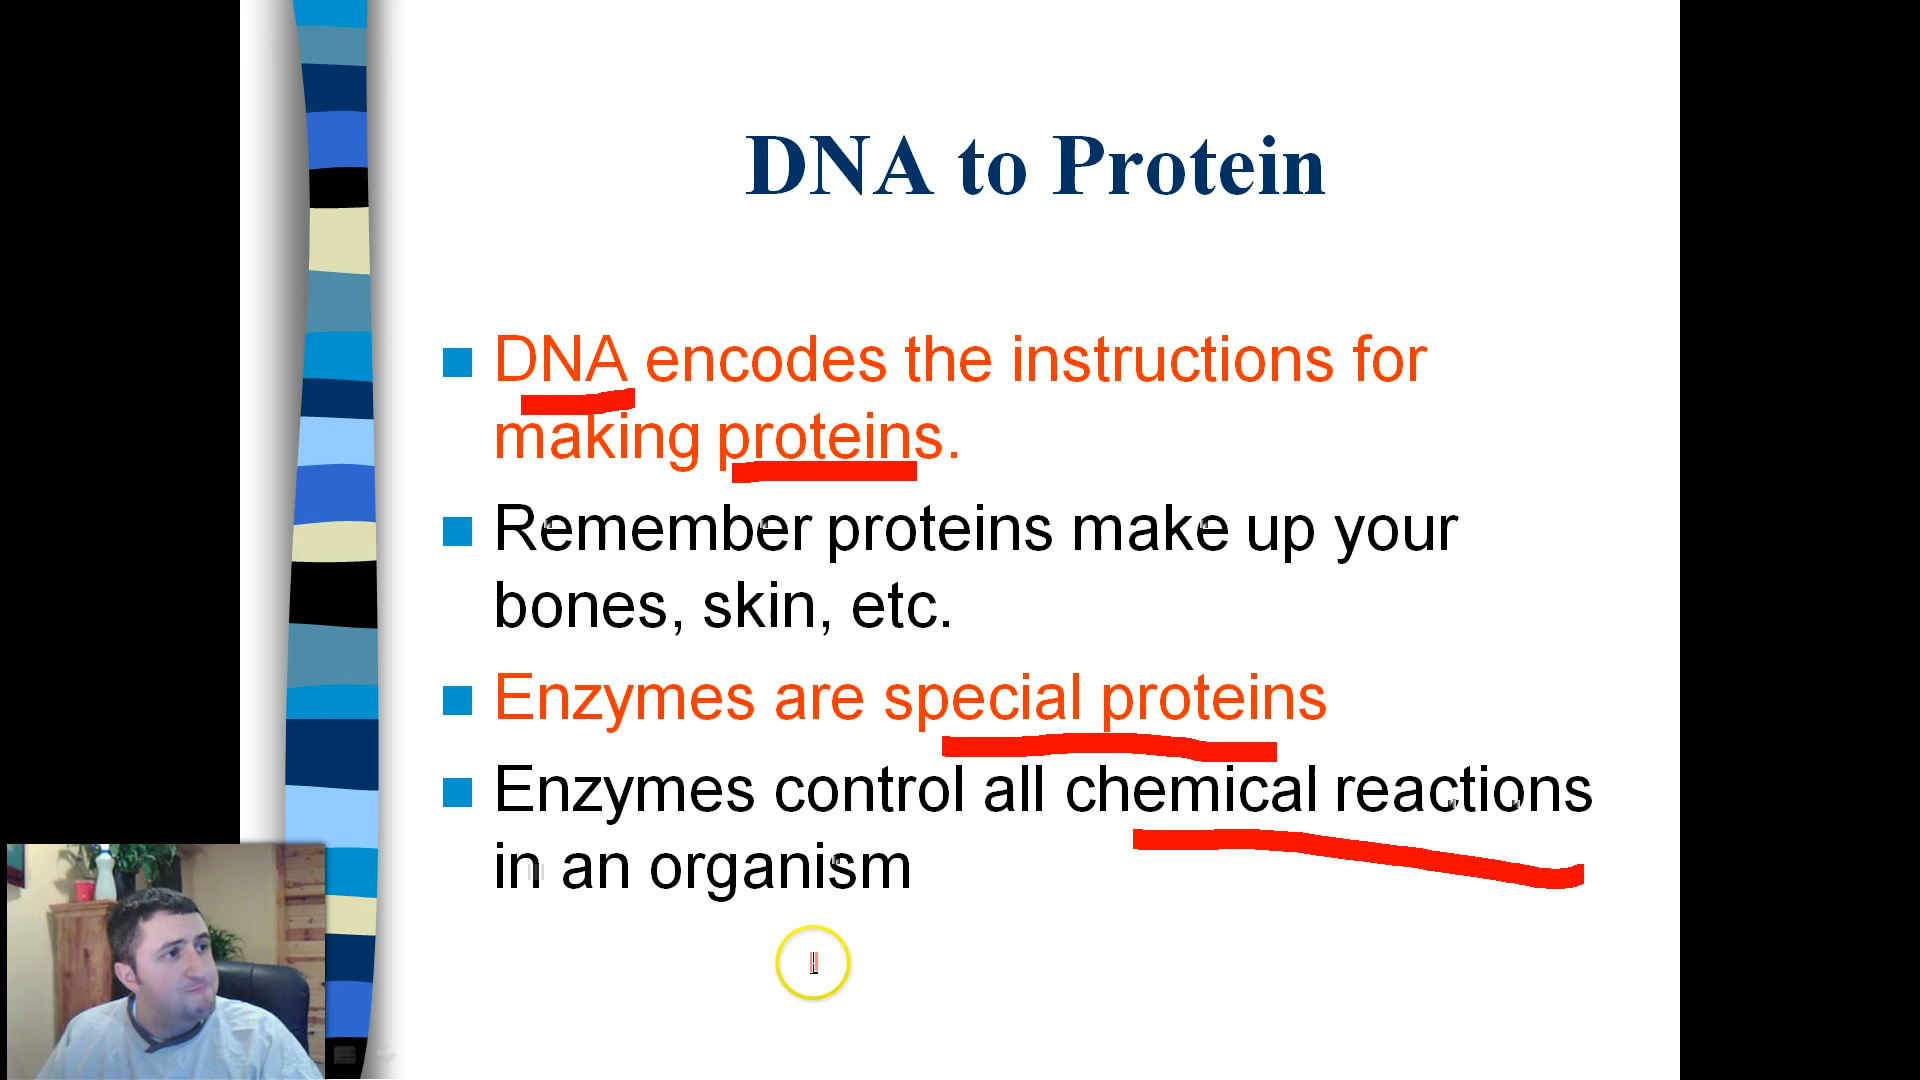 DNA to Protein
DNA encodes the instructions for
making proteins.
Remember proteins make up your
bones, skin, etc.
Enzymes are special proteins
Enzymes control all chemical reactions
in an organism